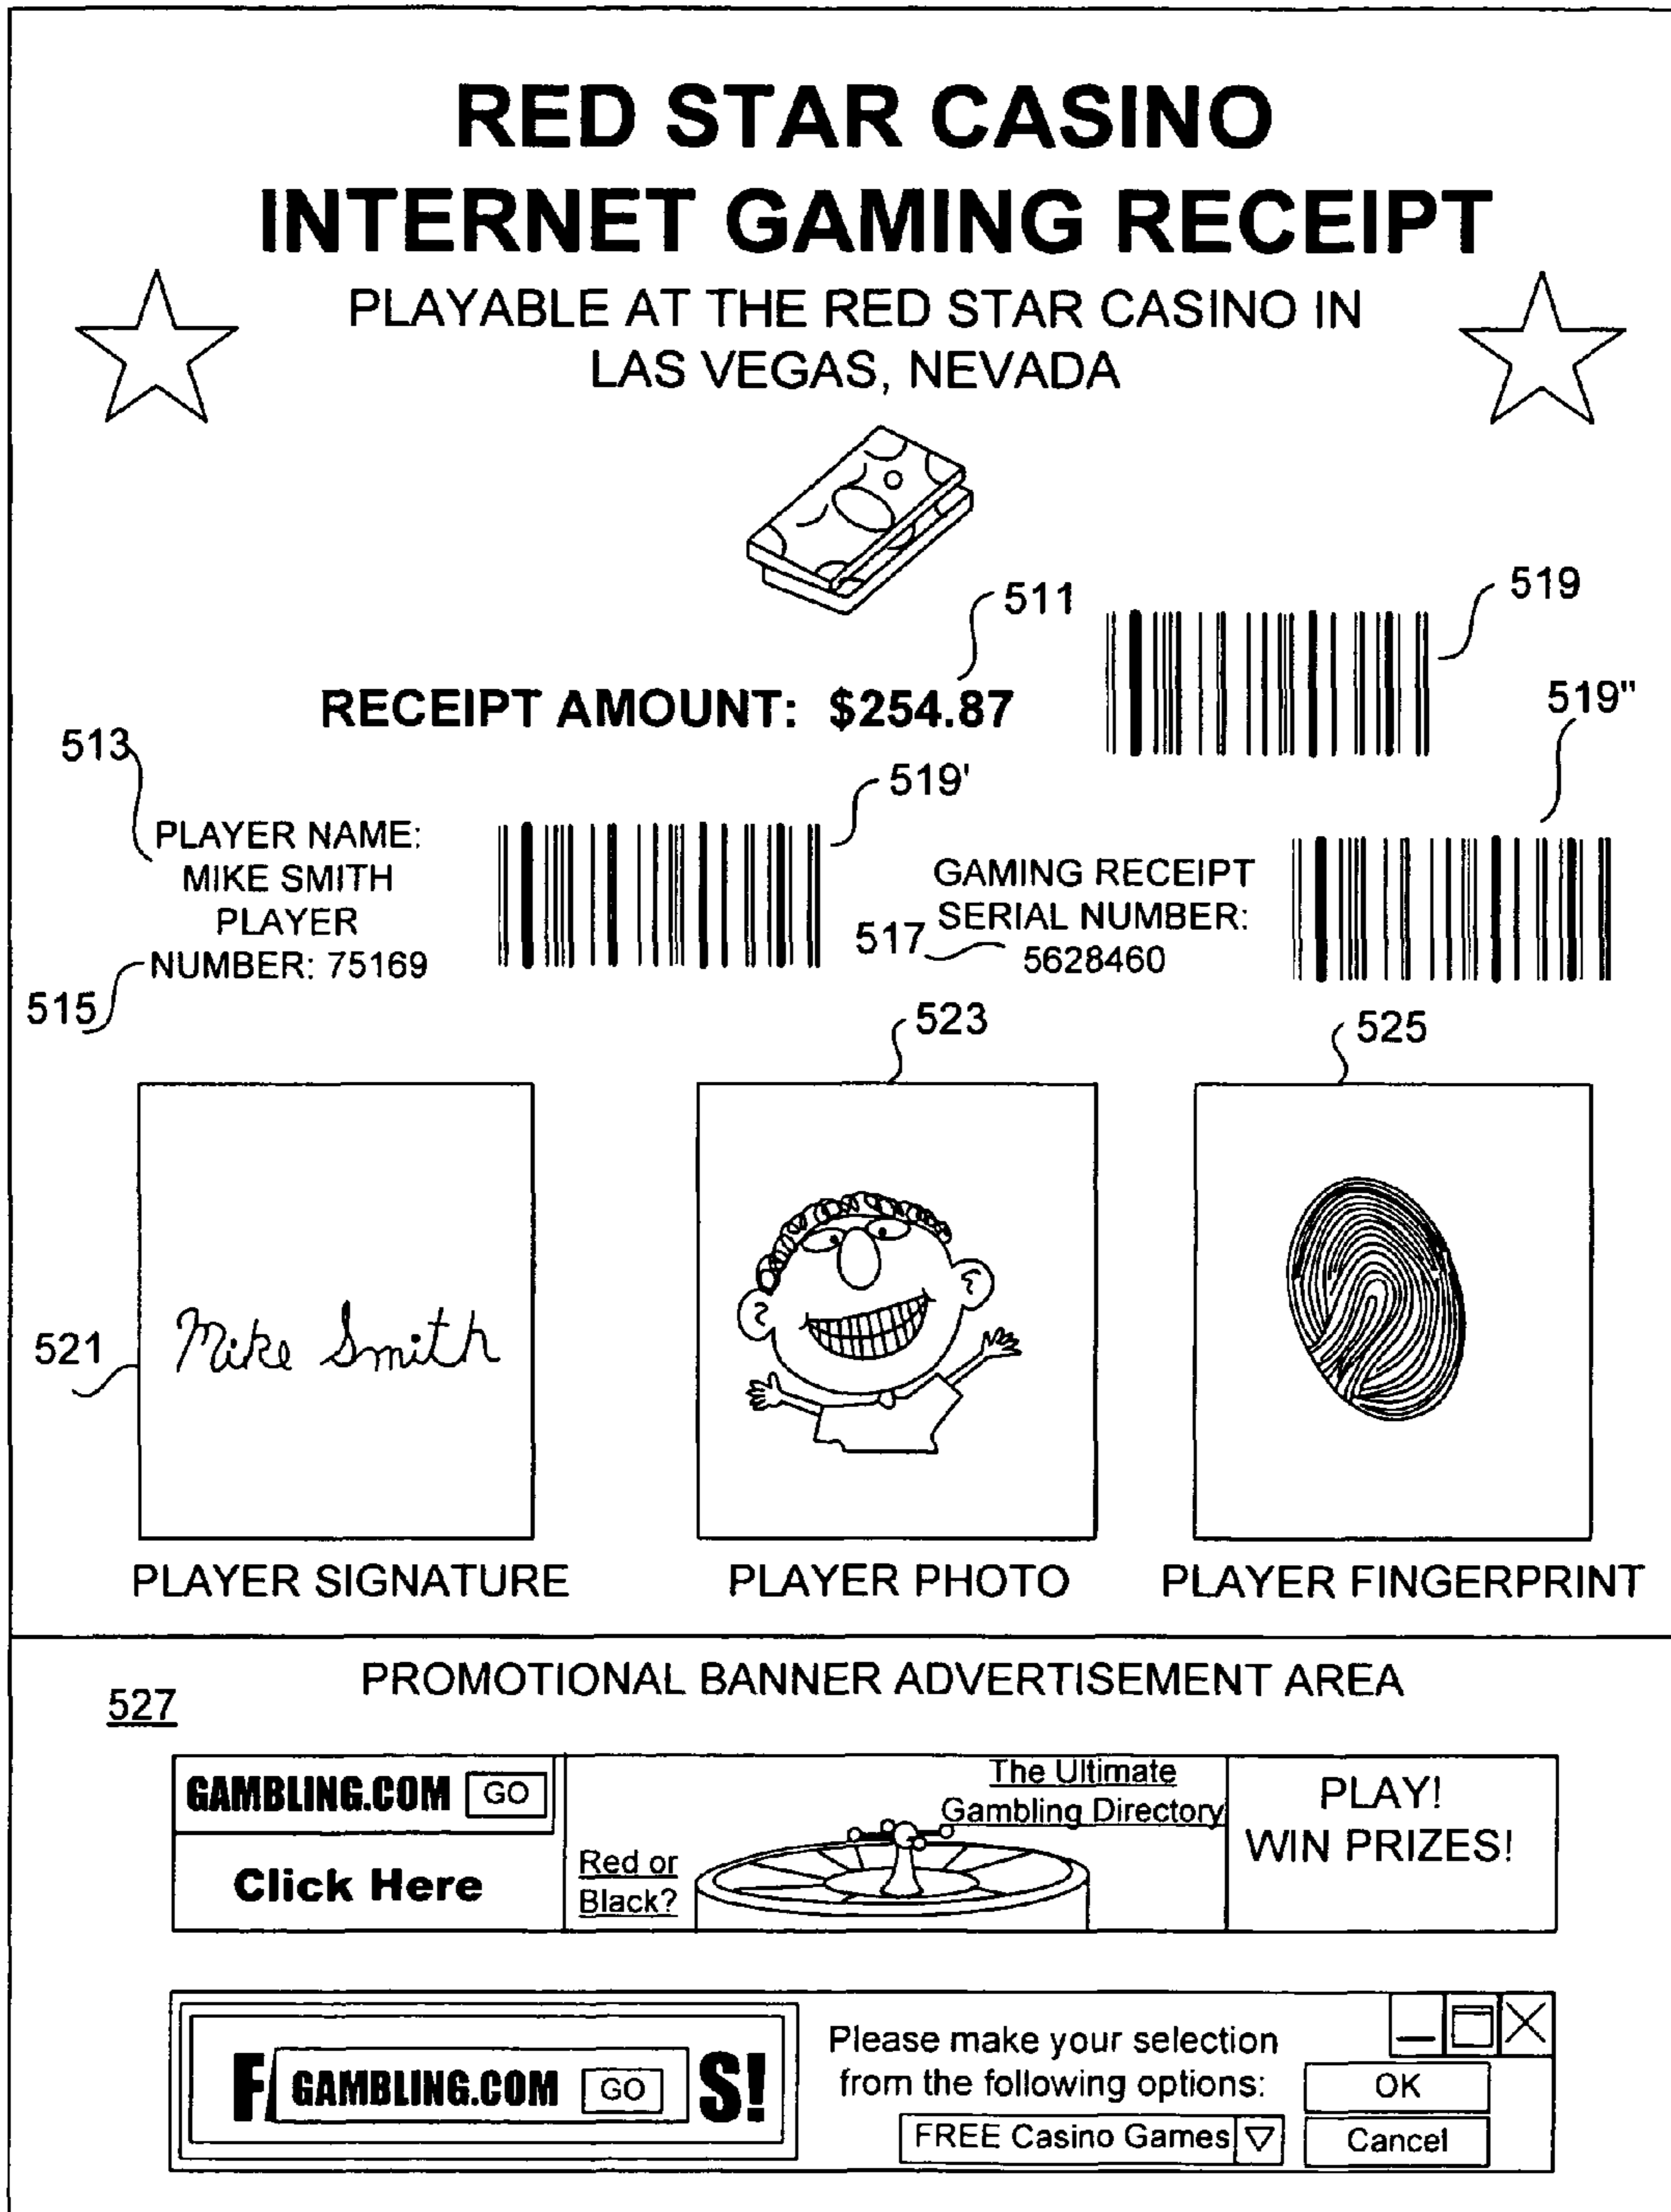 RED STAR CASINO
INTERNET GAMING RECEIPT
PLAYABLE AT THE RED STAR CASINO IN
LAS VEGAS, NEVADA
511
519
RECEIPT AMOUNT: $254.87
519"
513
519'
PLAYER NAME:
MIKE SMITH
PLAYER
NUMBER: 75169
515
GAMING RECEIPT
SERIAL NUMBER:
517
5628460
523
525
521
Mike Smith
PLAYER SIGNATURE
PLAYER PHOTO
PLAYER FINGERPRINT
527
PROMOTIONAL BANNER ADVERTISEMENT AREA
GAMBLING.COM GO
Click Here
Red or
Black?
The Ultimate
Gambling Directory
PLAY!
WIN PRIZES!
GAMBLING.COM GO S!
Please make your selection
from the following options:
FREE Casino Games
OK
Cancel